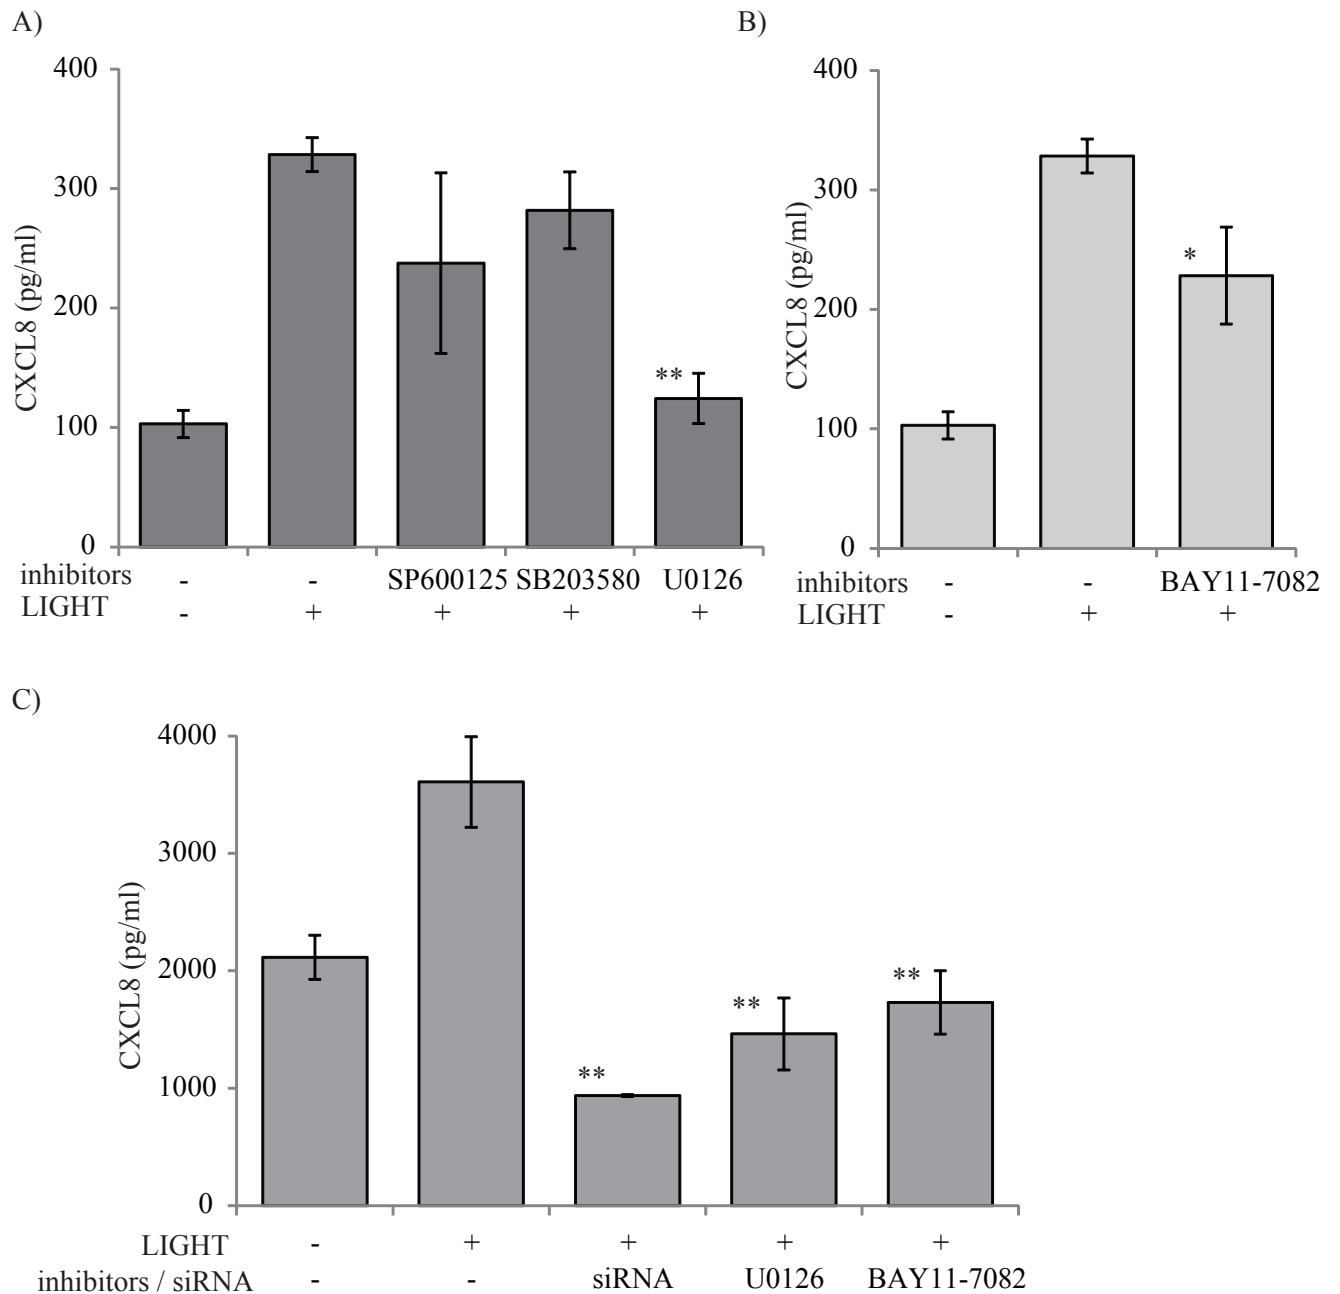 A)
CXCL8 (pg/ml)
400
300
200
100
0
**
inhibitors - - SP600125 SB203580 U0126
LIGHT - + + + +
B)
CXCL8 (pg/ml)
400
300
200
100
0
*
inhibitors - - BAY11-7082
LIGHT - + +
C)
CXCL8 (pg/ml)
4000
3000
2000
1000
0
** ** **
LIGHT - + + + +
inhibitors / siRNA - - siRNA U0126 BAY11-7082